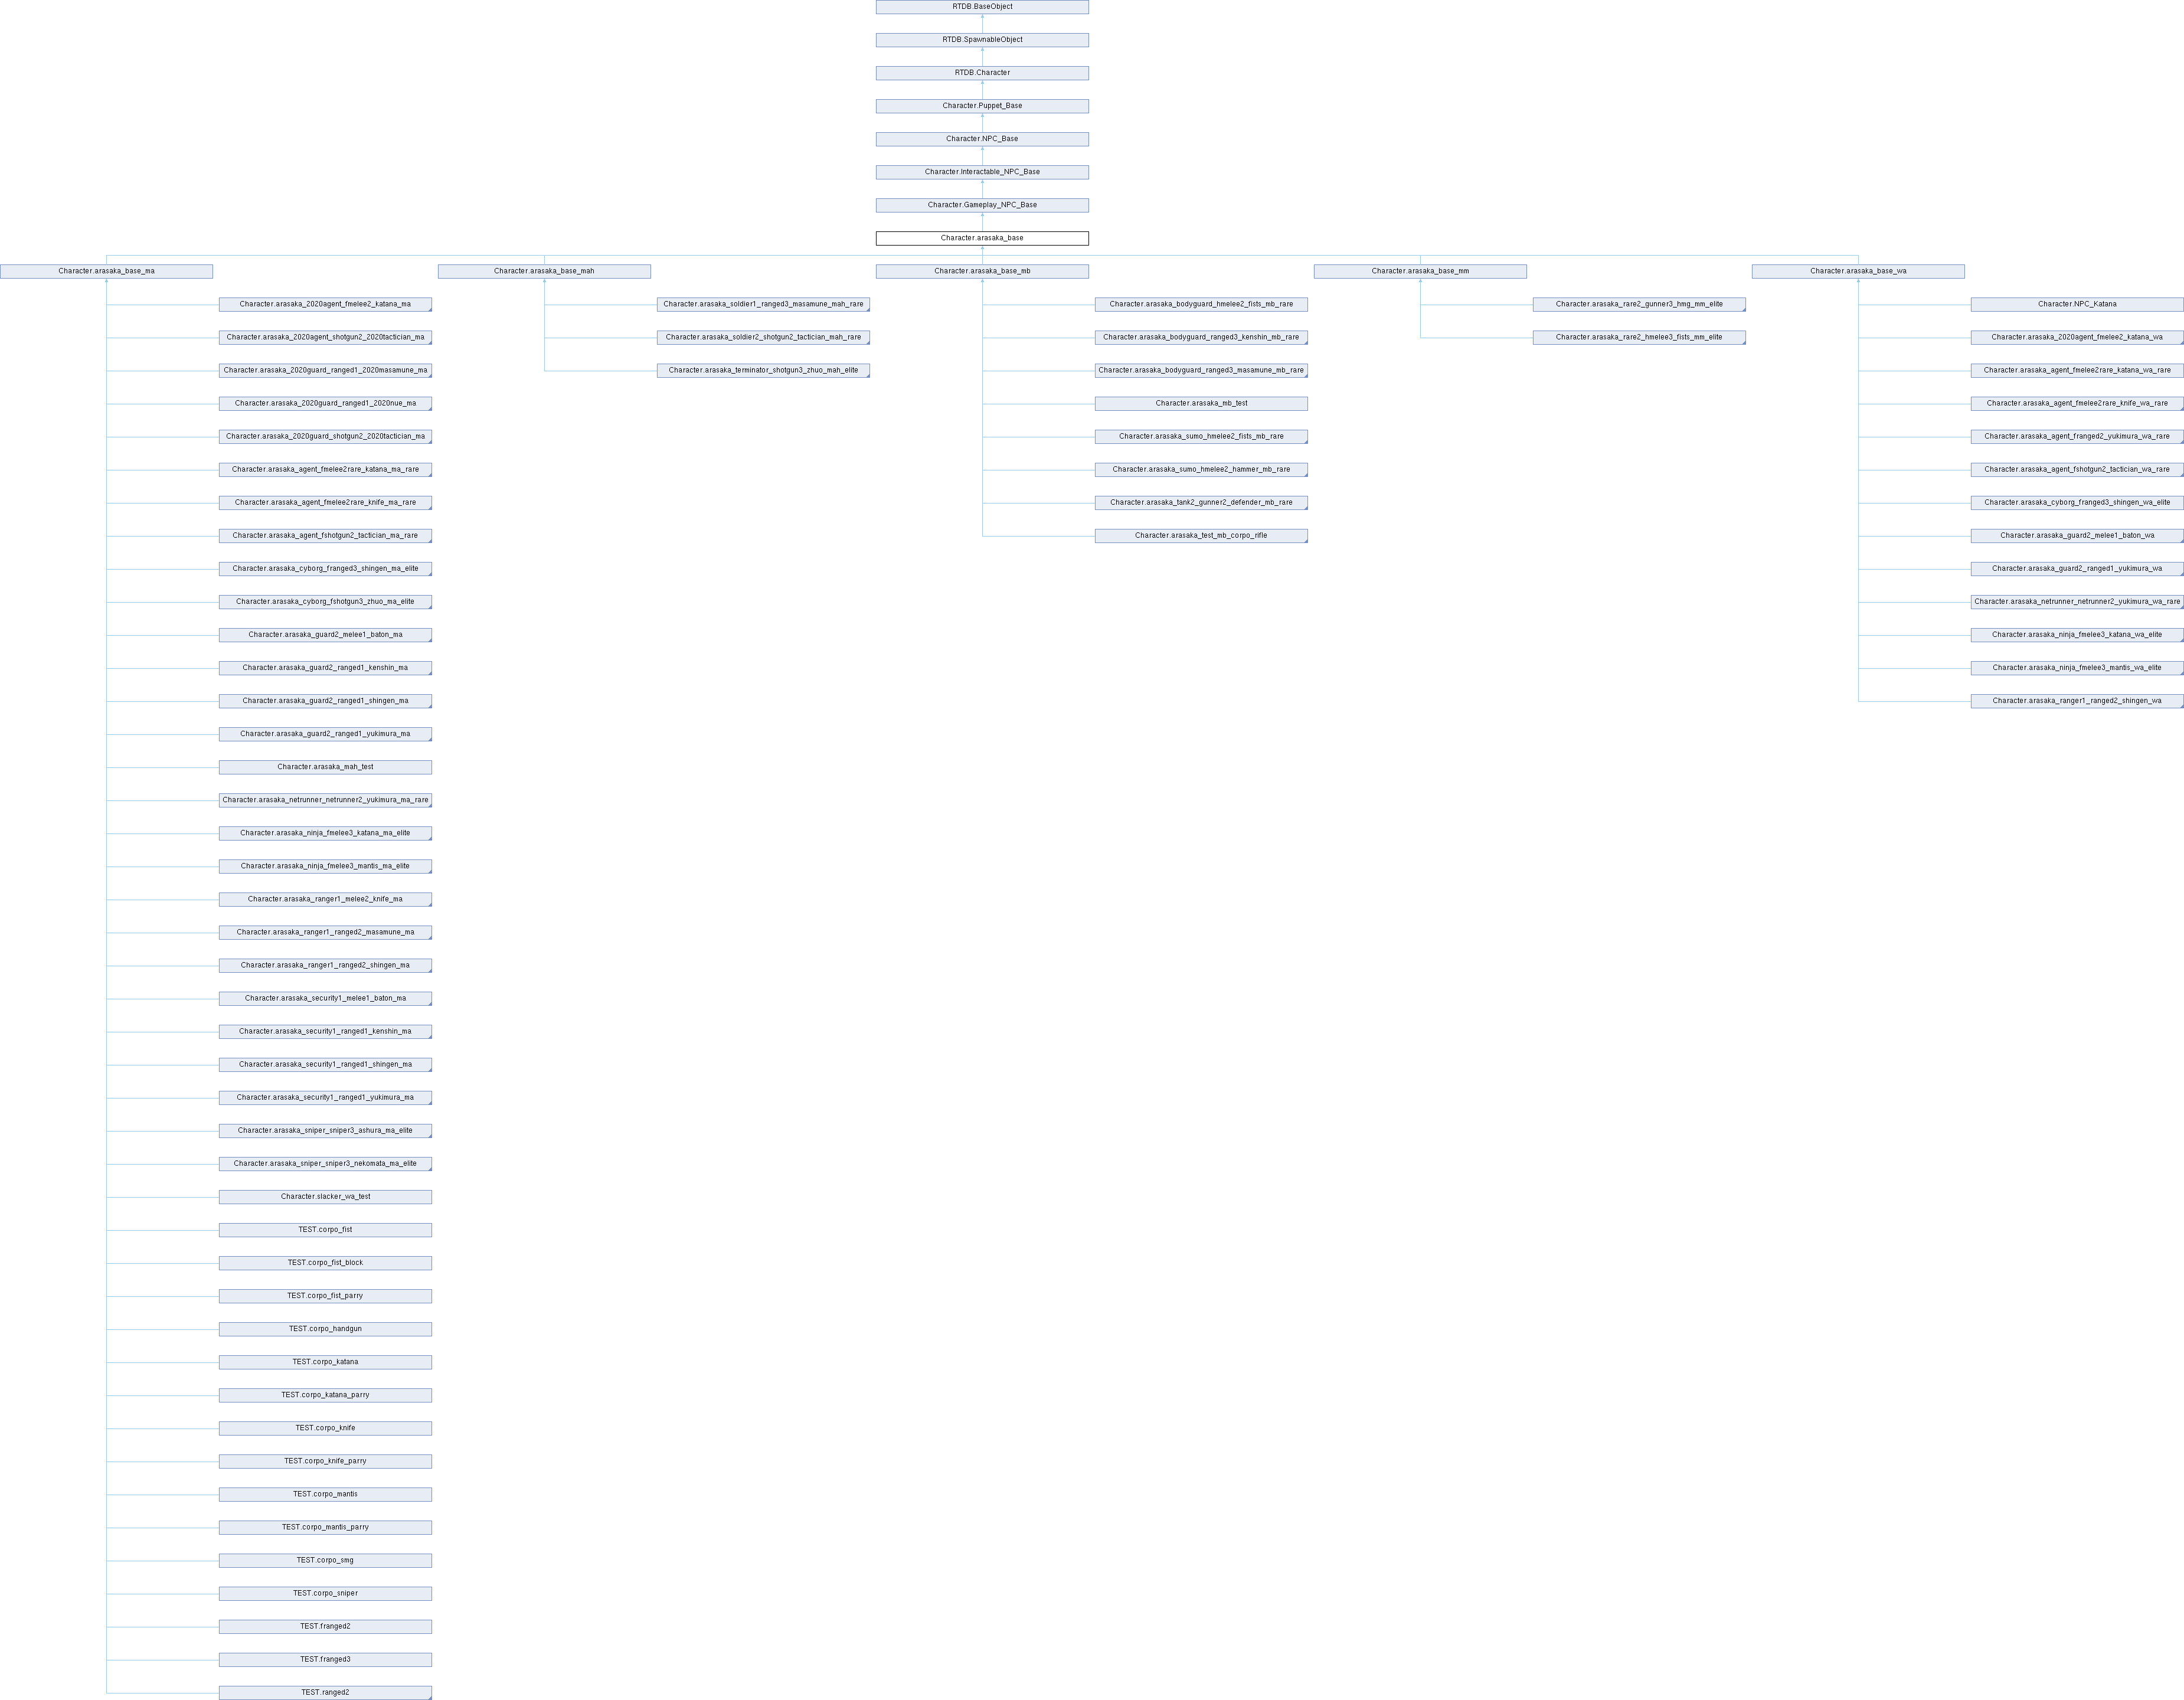 RTDB.BaseObject
RTDB.SpawnableObject
RTDB.Character
Character.Puppet_Base
Character.NPC_Base
Character.Interactable_NPC_Base
Character.Gameplay_NPC_Base
Character.arasaka_base
Character.arasaka_base_ma
Character.arasaka_base_mah
Character.arasaka_base_mb
Character.arasaka_base_mm
Character.arasaka_base_wa
Character.arasaka_2020agent_fmelee2_katana_ma
Character.arasaka_soldier1_ranged3_masamune_mah_rare
Character.arasaka_bodyguard_hmelee2_fists_mb_rare
Character.arasaka_rare2_gunner3_hmg_mm_elite
Character.NPC_Katana
Character.arasaka_2020agent_shotgun2_2020tactician_ma
Character.arasaka_soldier2_shotgun2_tactician_mah_rare
Character.arasaka_bodyguard_ranged3_kenshin_mb_rare
Character.arasaka_rare2_hmelee3_fists_mm_elite
Character.arasaka_2020agent_fmelee2_katana_wa
Character.arasaka_2020guard_ranged1_2020masamune_ma
Character.arasaka_terminator_shotgun3_zhuo_mah_elite
Character.arasaka_bodyguard_ranged3_masamune_mb_rare
Character.arasaka_agent_fmelee2rare_katana_wa_rare
Character.arasaka_2020guard_ranged1_2020nue_ma
Character.arasaka_mb_test
Character.arasaka_agent_fmelee2rare_knife_wa_rare
Character.arasaka_2020guard_shotgun2_2020tactician_ma
Character.arasaka_sumo_hmelee2_fists_mb_rare
Character.arasaka_agent_franged2_yukimura_wa_rare
Character.arasaka_agent_fmelee2rare_katana_ma_rare
Character.arasaka_sumo_hmelee2_hammer_mb_rare
Character.arasaka_agent_fshotgun2_tactician_wa_rare
Character.arasaka_agent_fmelee2rare_knife_ma_rare
Character.arasaka_tank2_gunner2_defender_mb_rare
Character.arasaka_cyborg_franged3_shingen_wa_elite
Character.arasaka_agent_fshotgun2_tactician_ma_rare
Character.arasaka_test_mb_corpo_rifle
Character.arasaka_guard2_melee1_baton_wa
Character.arasaka_cyborg_franged3_shingen_ma_elite
Character.arasaka_guard2_ranged1_yukimura_wa
Character.arasaka_cyborg_fshotgun3_zhuo_ma_elite
Character.arasaka_netrunner_netrunner2_yukimura_wa_rare
Character.arasaka_guard2_melee1_baton_ma
Character.arasaka_ninja_fmelee3_katana_wa_elite
Character.arasaka_guard2_ranged1_kenshin_ma
Character.arasaka_ninja_fmelee3_mantis_wa_elite
Character.arasaka_guard2_ranged1_shingen_ma
Character.arasaka_ranger1_ranged2_shingen_wa
Character.arasaka_guard2_ranged1_yukimura_ma
Character.arasaka_mah_test
Character.arasaka_netrunner_netrunner2_yukimura_ma_rare
Character.arasaka_ninja_fmelee3_katana_ma_elite
Character.arasaka_ninja_fmelee3_mantis_ma_elite
Character.arasaka_ranger1_melee2_knife_ma
Character.arasaka_ranger1_ranged2_masamune_ma
Character.arasaka_ranger1_ranged2_shingen_ma
Character.arasaka_security1_melee1_baton_ma
Character.arasaka_security1_ranged1_kenshin_ma
Character.arasaka_security1_ranged1_shingen_ma
Character.arasaka_security1_ranged1_yukimura_ma
Character.arasaka_sniper_sniper3_ashura_ma_elite
Character.arasaka_sniper_sniper3_nekomata_ma_elite
Character.slacker_wa_test
TEST.corpo_fist
TEST.corpo_fist_block
TEST.corpo_fist_parry
TEST.corpo_handgun
TEST.corpo_katana
TEST.corpo_katana_parry
TEST.corpo_knife
TEST.corpo_knife_parry
TEST.corpo_mantis
TEST.corpo_mantis_parry
TEST.corpo_smg
TEST.corpo_sniper
TEST.franged2
TEST.franged3
TEST.ranged2